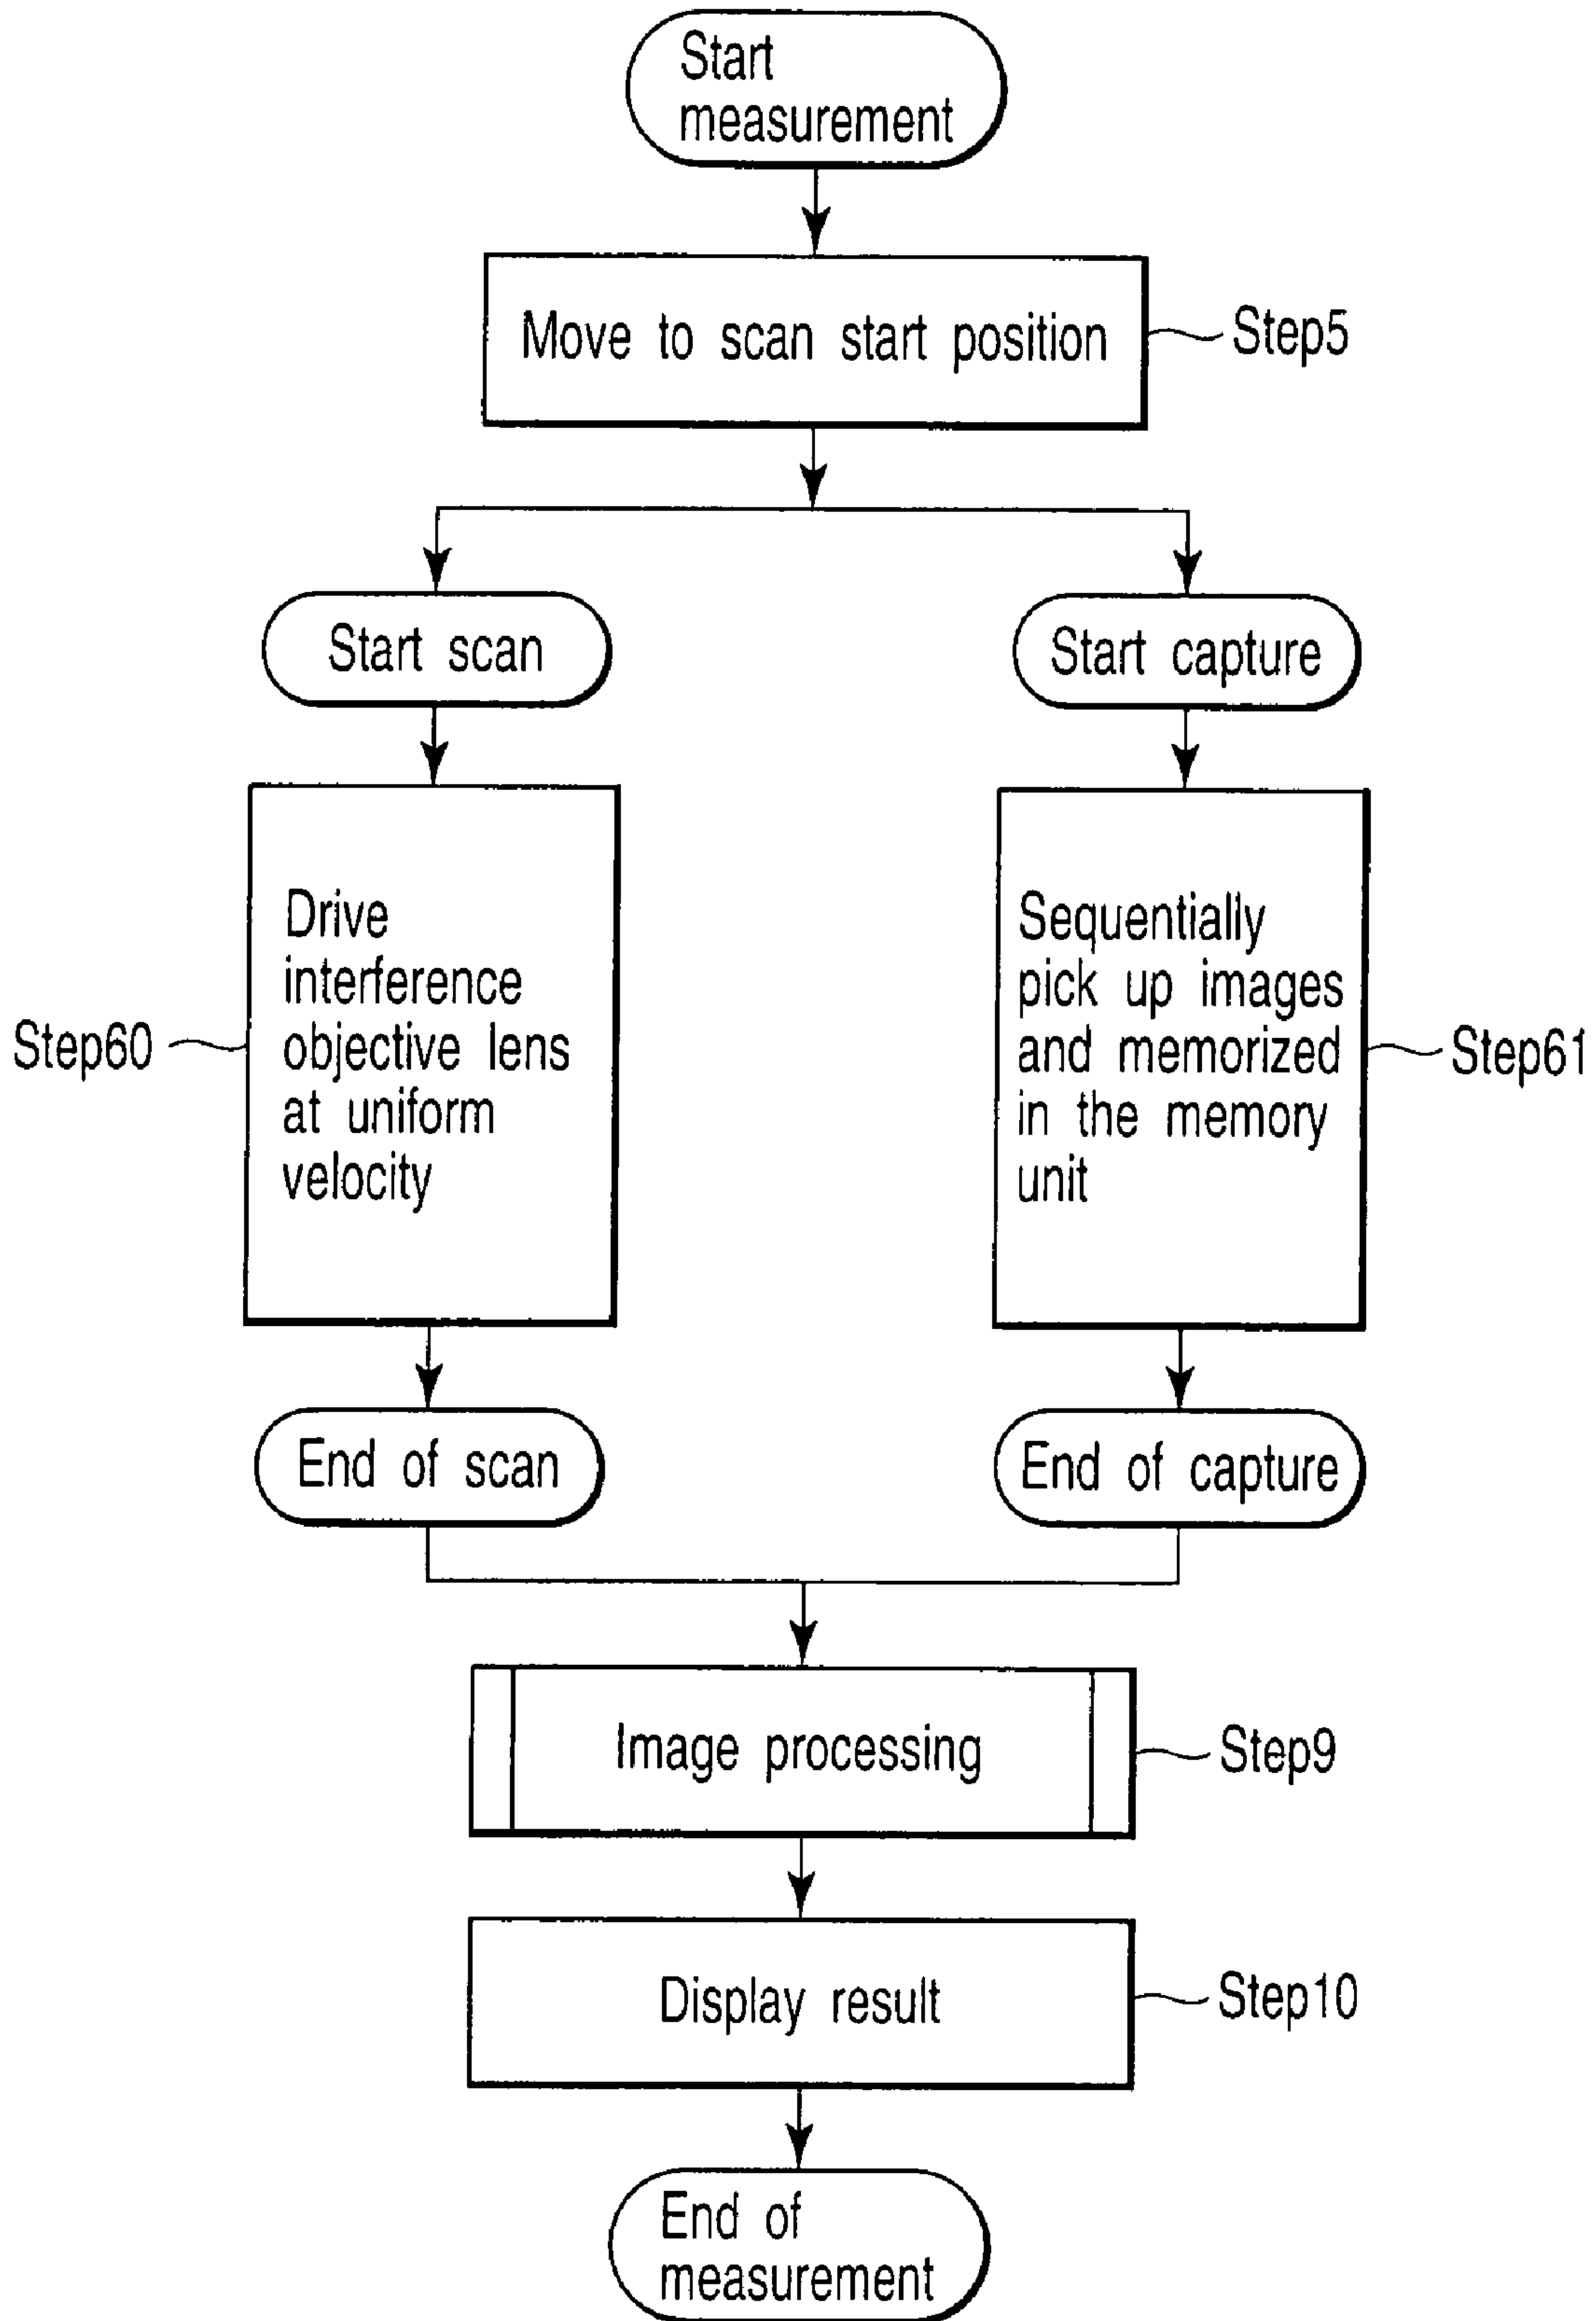 Start
measurement
Move to scan start position
Step5
Start scan
Start capture
Drive
interference
objective lens
at uniform
velocity
Step60
Sequentially
pick up images
and memorized
in the memory
unit
Step61
End of scan
End of capture
Image processing
Step9
Display result
Step10
End of
measurement